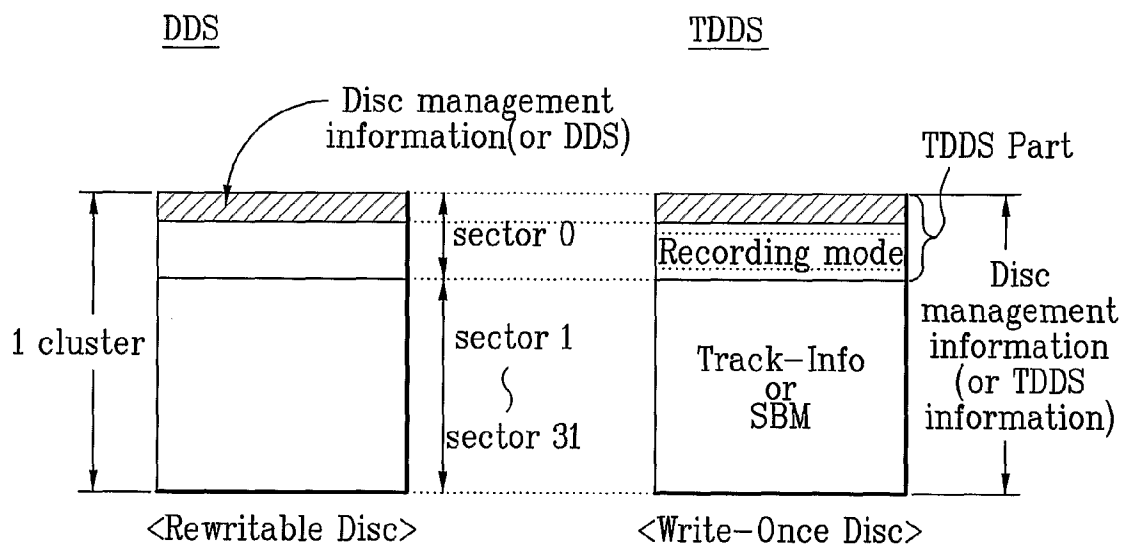 DDS
TDDS
Disc management
information(or DDS)
TDDS Part
sector 0
Recording mode
1 cluster
sector 1
sector 31
Track-Info
or
SBM
Disc
management
information
(or TDDS
information)
<Rewritable Disc>
<Write-Once Disc>